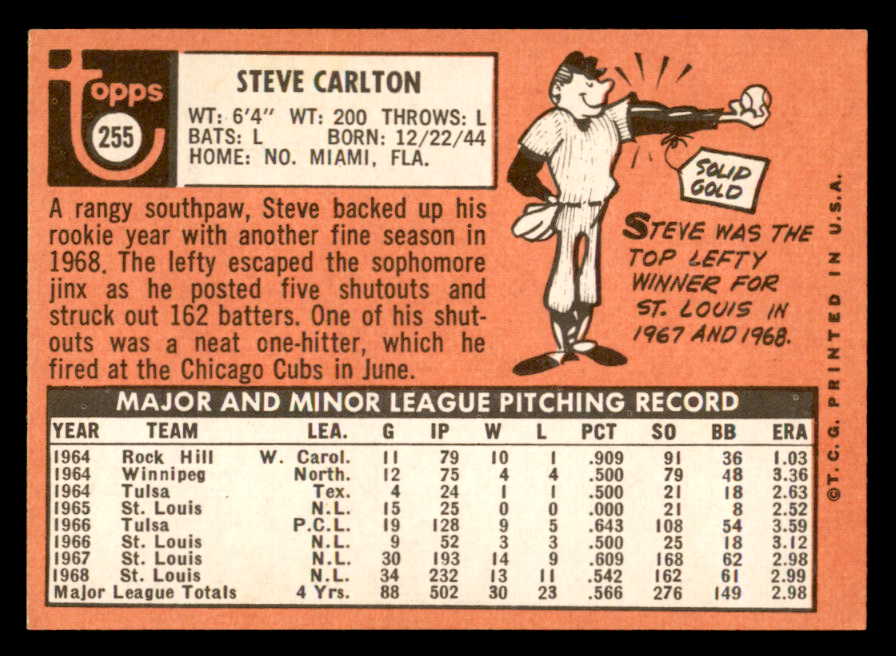 topps
255
STEVE CARLTON
WT: 6'4" WT: 200 THROWS: L
BATS: L BORN: 12/22/44
HOME: NO. MIAMI, FLA.
A rangy southpaw, Steve backed up his
rookie year with another fine season in
1968. The lefty escaped the sophomore
jinx as he posted five shutouts and
struck out 162 batters. One of his shut-
outs was a neat one-hitter, which he
fired at the Chicago Cubs in June.
SOLID
GOLD
STEVE WAS THE
TOP LEFTY
WINNER FOR
ST. LOUIS IN
1967 AND 1968.
MAJOR AND MINOR LEAGUE PITCHING RECORD
YEAR TEAM LEA. G IP W L PCT SO BB ERA
1964 Rock Hill W. Carol. 11 79 10 1 .909 91 36 1.03
1964 Winnipeg North. 12 75 4 4 .500 79 48 3.36
1964 Tulsa Tex. 4 24 1 1 .500 21 18 2.63
1965 St. Louis N.L. 15 25 0 0 .000 21 8 2.52
1966 Tulsa P.C.L. 19 128 9 5 .643 108 54 3.59
1966 St. Louis N.L. 9 52 3 3 .500 25 18 3.12
1967 St. Louis N.L. 30 193 14 9 .609 168 62 2.98
1968 St. Louis N.L. 34 232 13 11 .542 162 61 2.99
Major League Totals 4 Yrs. 88 502 30 23 .566 276 149 2.98
©T.C.G. PRINTED IN U.S.A.